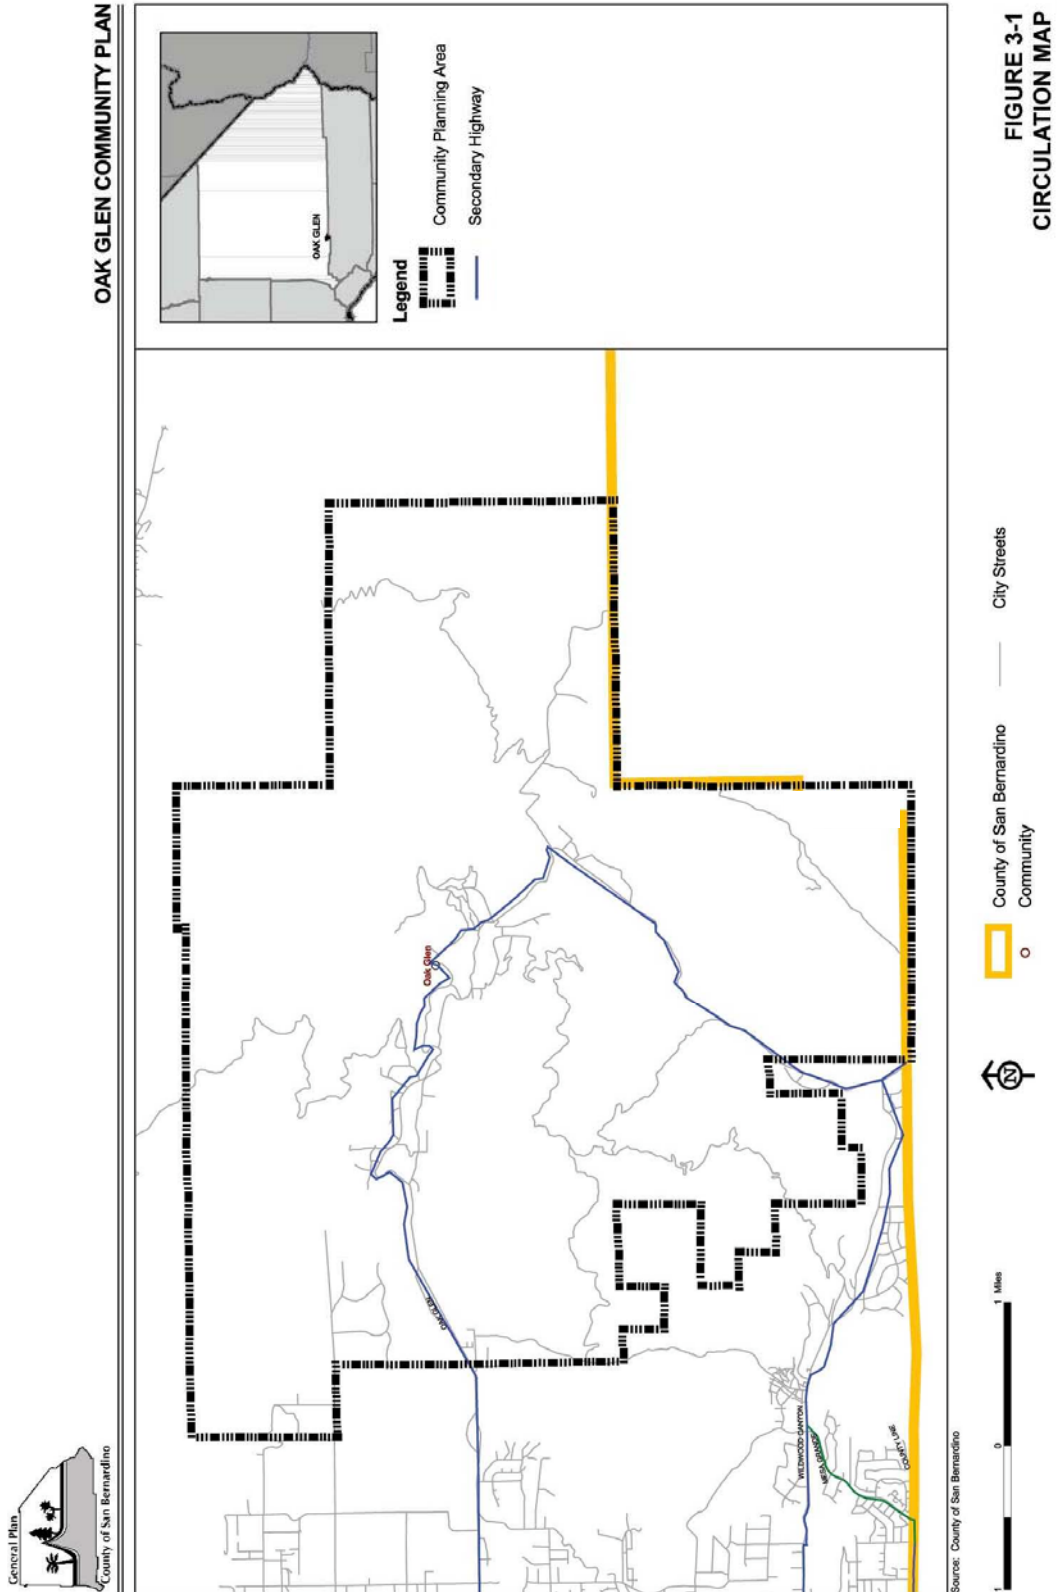 General Plan
County of San Bernardino
OAK GLEN COMMUNITY PLAN
OAK GLEN
Legend
Community Planning Area
Secondary Highway
Oak Glen
OAK GLEN
WILDWOOD CANYON
MESA GRANDE
COUNTY LINE
Source: County of San Bernardino
1
0
1 Miles
N
County of San Bernardino
Community
City Streets
FIGURE 3-1
CIRCULATION MAP